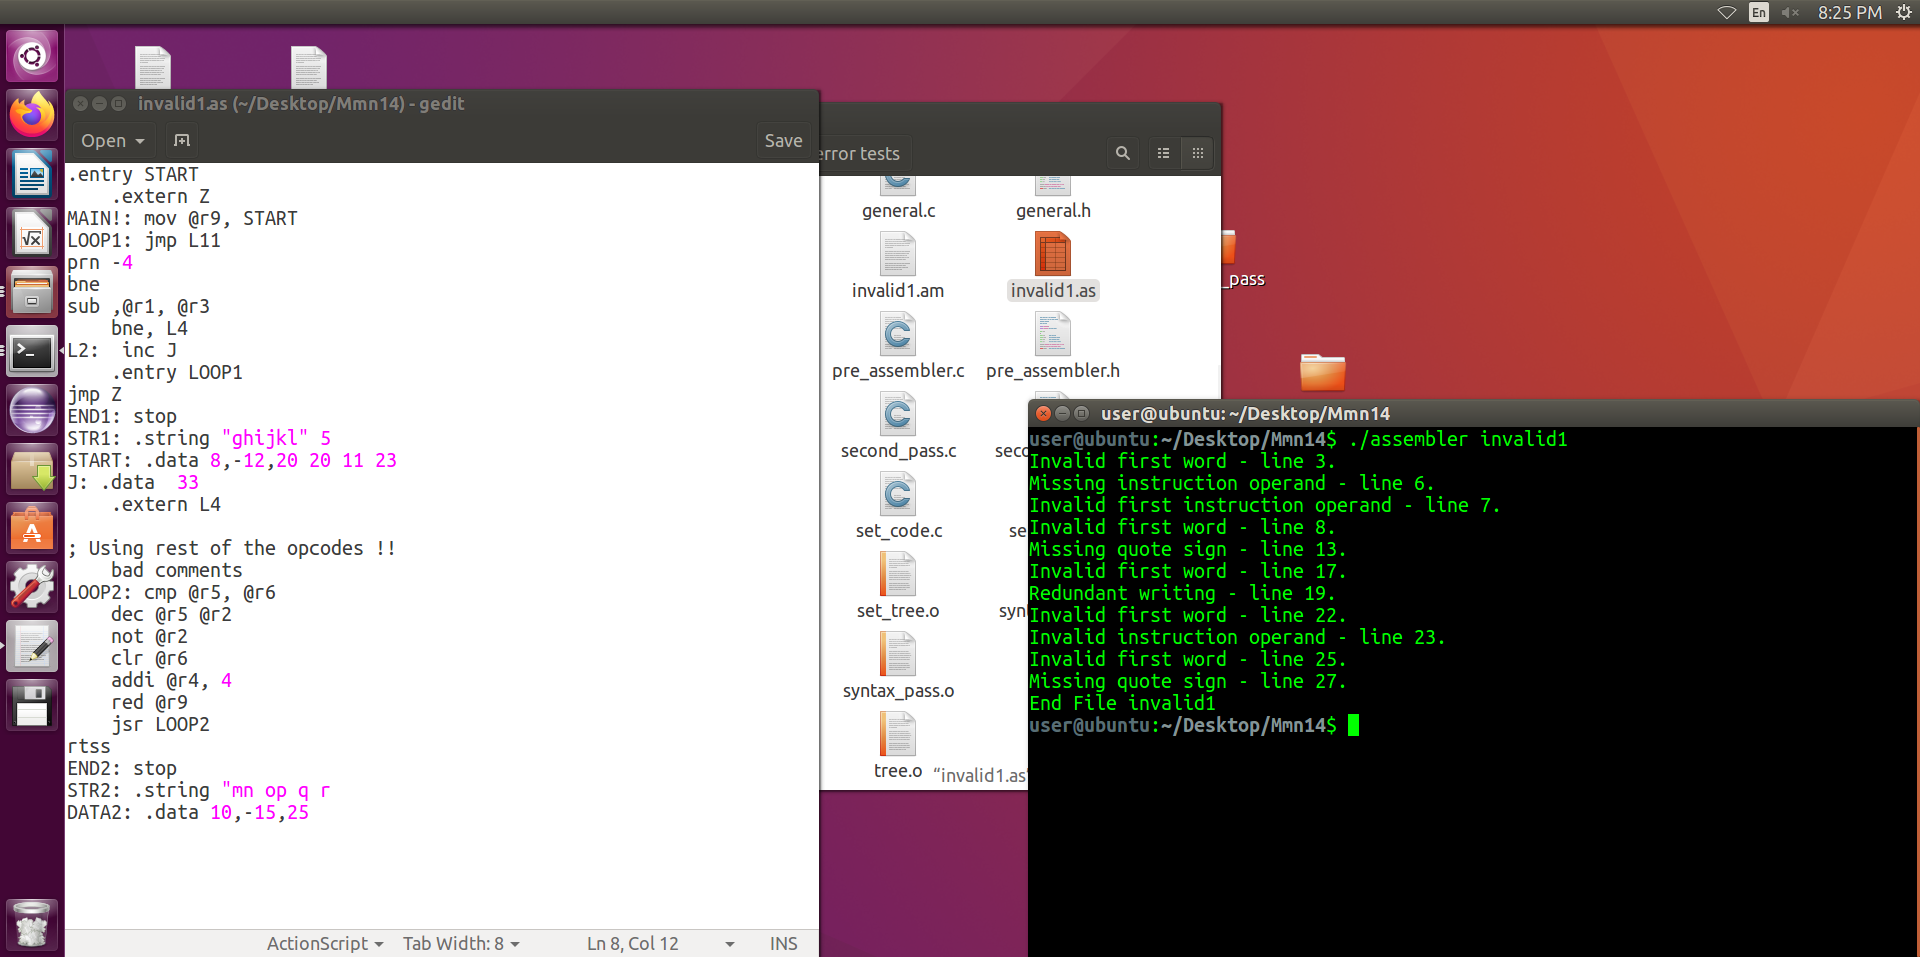 En
8:25 PM
invalid1.as (~/Desktop/Mmn14) - gedit
Open
Save
.entry START
.extern Z
MAIN!: mov @r9, START
LOOP1: jmp L11
prn -4
bne
sub ,@r1, @r3
bne, L4
L2:  inc J
.entry LOOP1
jmp Z
END1: stop
STR1: .string "ghijkl" 5
START: .data 8,-12,20 20 11 23
J: .data  33
.extern L4
; Using rest of the opcodes !!
bad comments
LOOP2: cmp @r5, @r6
dec @r5 @r2
not @r2
clr @r6
addi @r4, 4
red @r9
jsr LOOP2
rtss
END2: stop
STR2: .string "mn op q r
DATA2: .data 10,-15,25
ActionScript
Tab Width: 8
Ln 8, Col 12
INS
error tests
general.c
general.h
invalid1.am
invalid1.as
pre_assembler.c
pre_assembler.h
second_pass.c
secc
set_code.c
se
set_tree.o
syn
syntax_pass.o
tree.o
"invalid1.as"
_pass
user@ubuntu: ~/Desktop/Mmn14
user@ubuntu:~/Desktop/Mmn14$ ./assembler invalid1
Invalid first word - line 3.
Missing instruction operand - line 6.
Invalid first instruction operand - line 7.
Invalid first word - line 8.
Missing quote sign - line 13.
Invalid first word - line 17.
Redundant writing - line 19.
Invalid first word - line 22.
Invalid instruction operand - line 23.
Invalid first word - line 25.
Missing quote sign - line 27.
End File invalid1
user@ubuntu:~/Desktop/Mmn14$